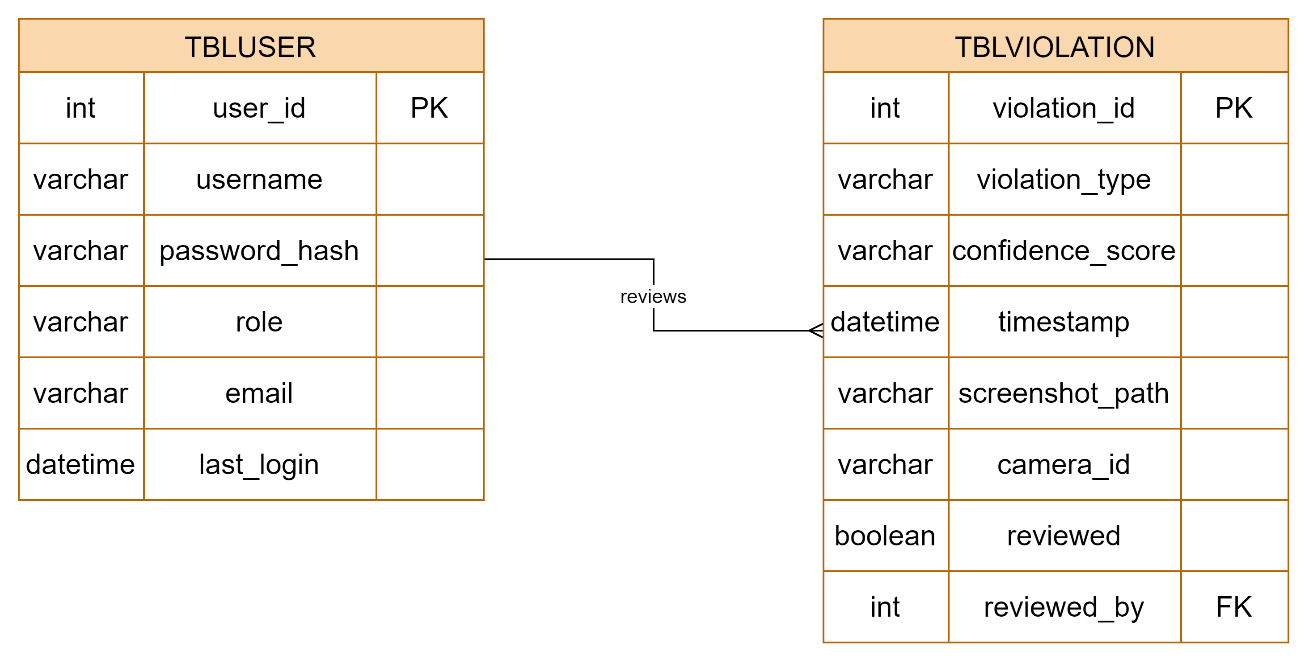 TBLUSER
int user_id PK
varchar username
varchar password_hash
varchar role
varchar email
datetime last_login
reviews
TBLVIOLATION
int violation_id PK
varchar violation_type
varchar confidence_score
datetime timestamp
varchar screenshot_path
varchar camera_id
boolean reviewed
int reviewed_by FK